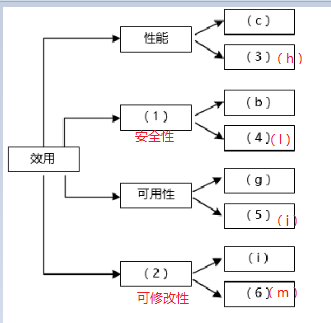 (c)
性能
(3) (h)
(b)
(1)
安全性
(4) (l)
效用
(g)
可用性
(5) (j)
(i)
(2)
可修改性
(6) (m)